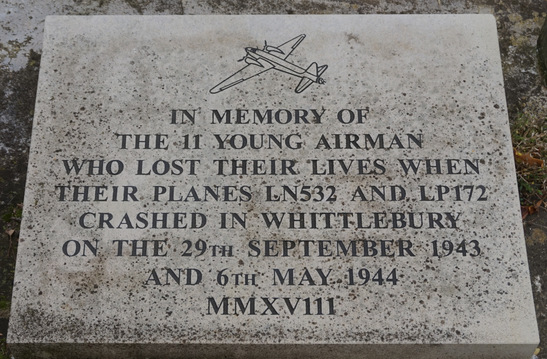 IN MEMORY OF
THE 11 YOUNG AIRMAN
WHO LOST THEIR LIVES WHEN
THEIR PLANES LN532 AND LP172
CRASHED IN WHITTLEBURY
ON THE 29TH SEPTEMBER 1943
AND 6TH MAY 1944
MMXVIII